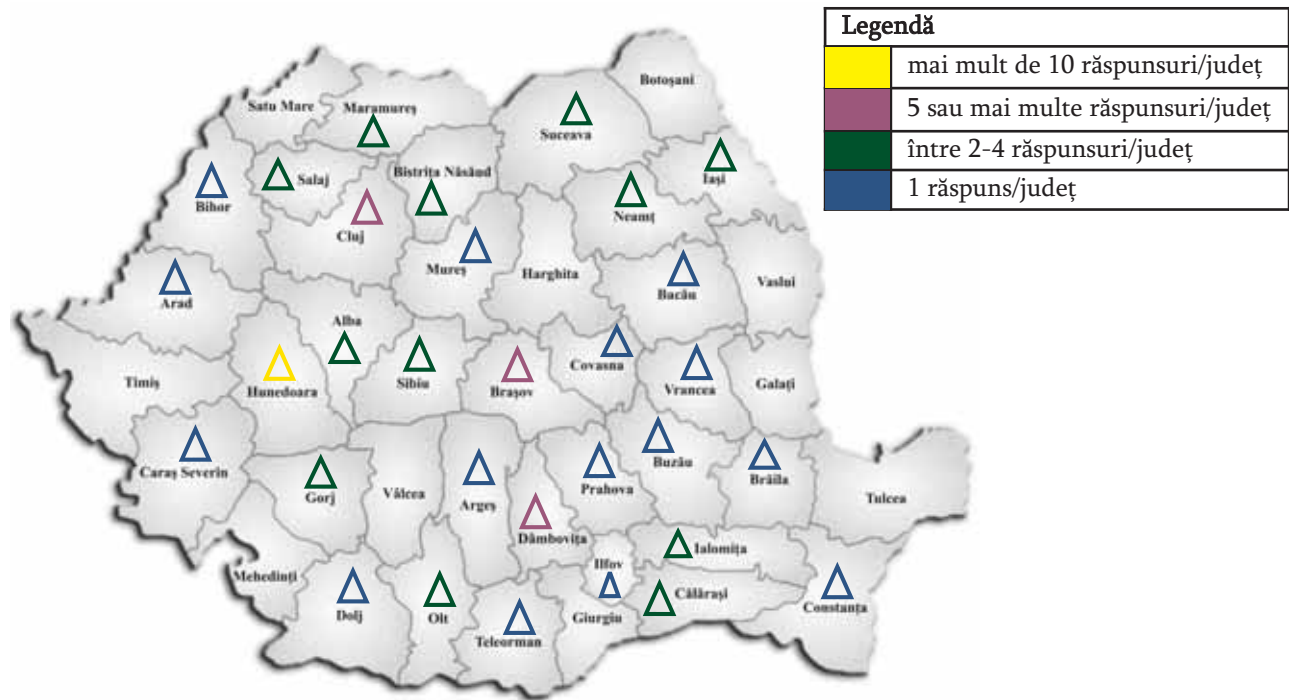 Legendă
mai mult de 10 răspunsuri/județ
5 sau mai multe răspunsuri/județ
între 2-4 răspunsuri/județ
1 răspuns/județ
Botoșani
Satu Mare
Maramureș
Suceava
Iași
Salaj
Bistrița Năsăud
Bihor
Neamț
Cluj
Mureș
Harghita
Vaslui
Bacău
Arad
Alba
Covasna
Timiș
Hunedoara
Sibiu
Brașov
Vrancea
Galați
Caraș Severin
Buzău
Brăila
Gorj
Vâlcea
Argeș
Prahova
Tulcea
Dâmbovița
Ialomița
Ilfov
Mehedinți
Călărași
Constanța
Dolj
Olt
Giurgiu
Teleorman